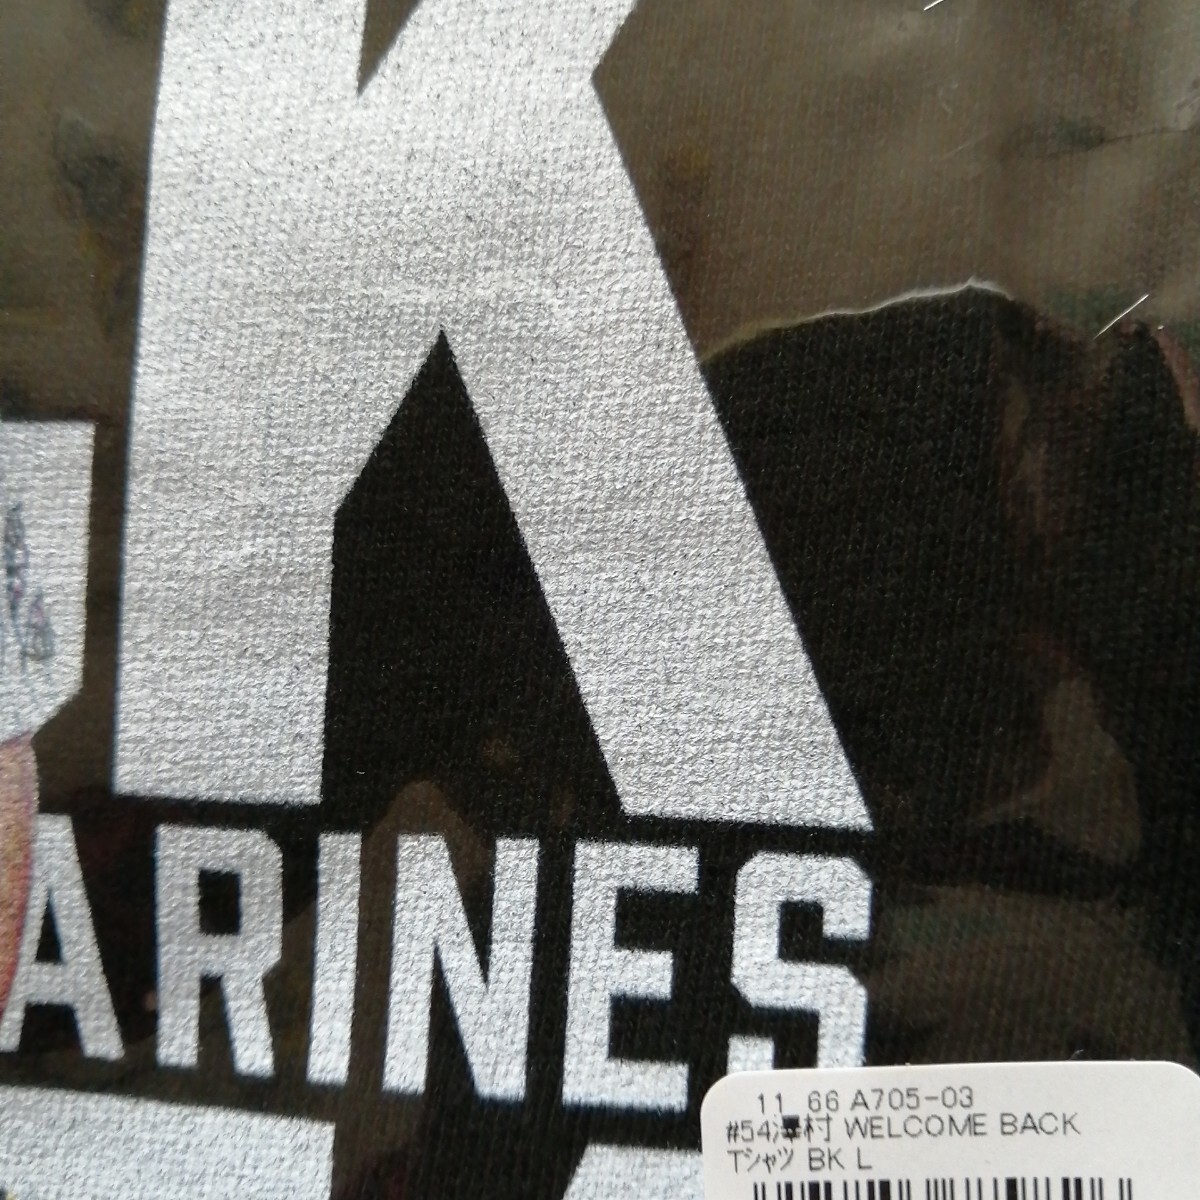 K
ARINES
11 66 A705-03
#54澤村 WELCOME BACK
Tシャツ BK L